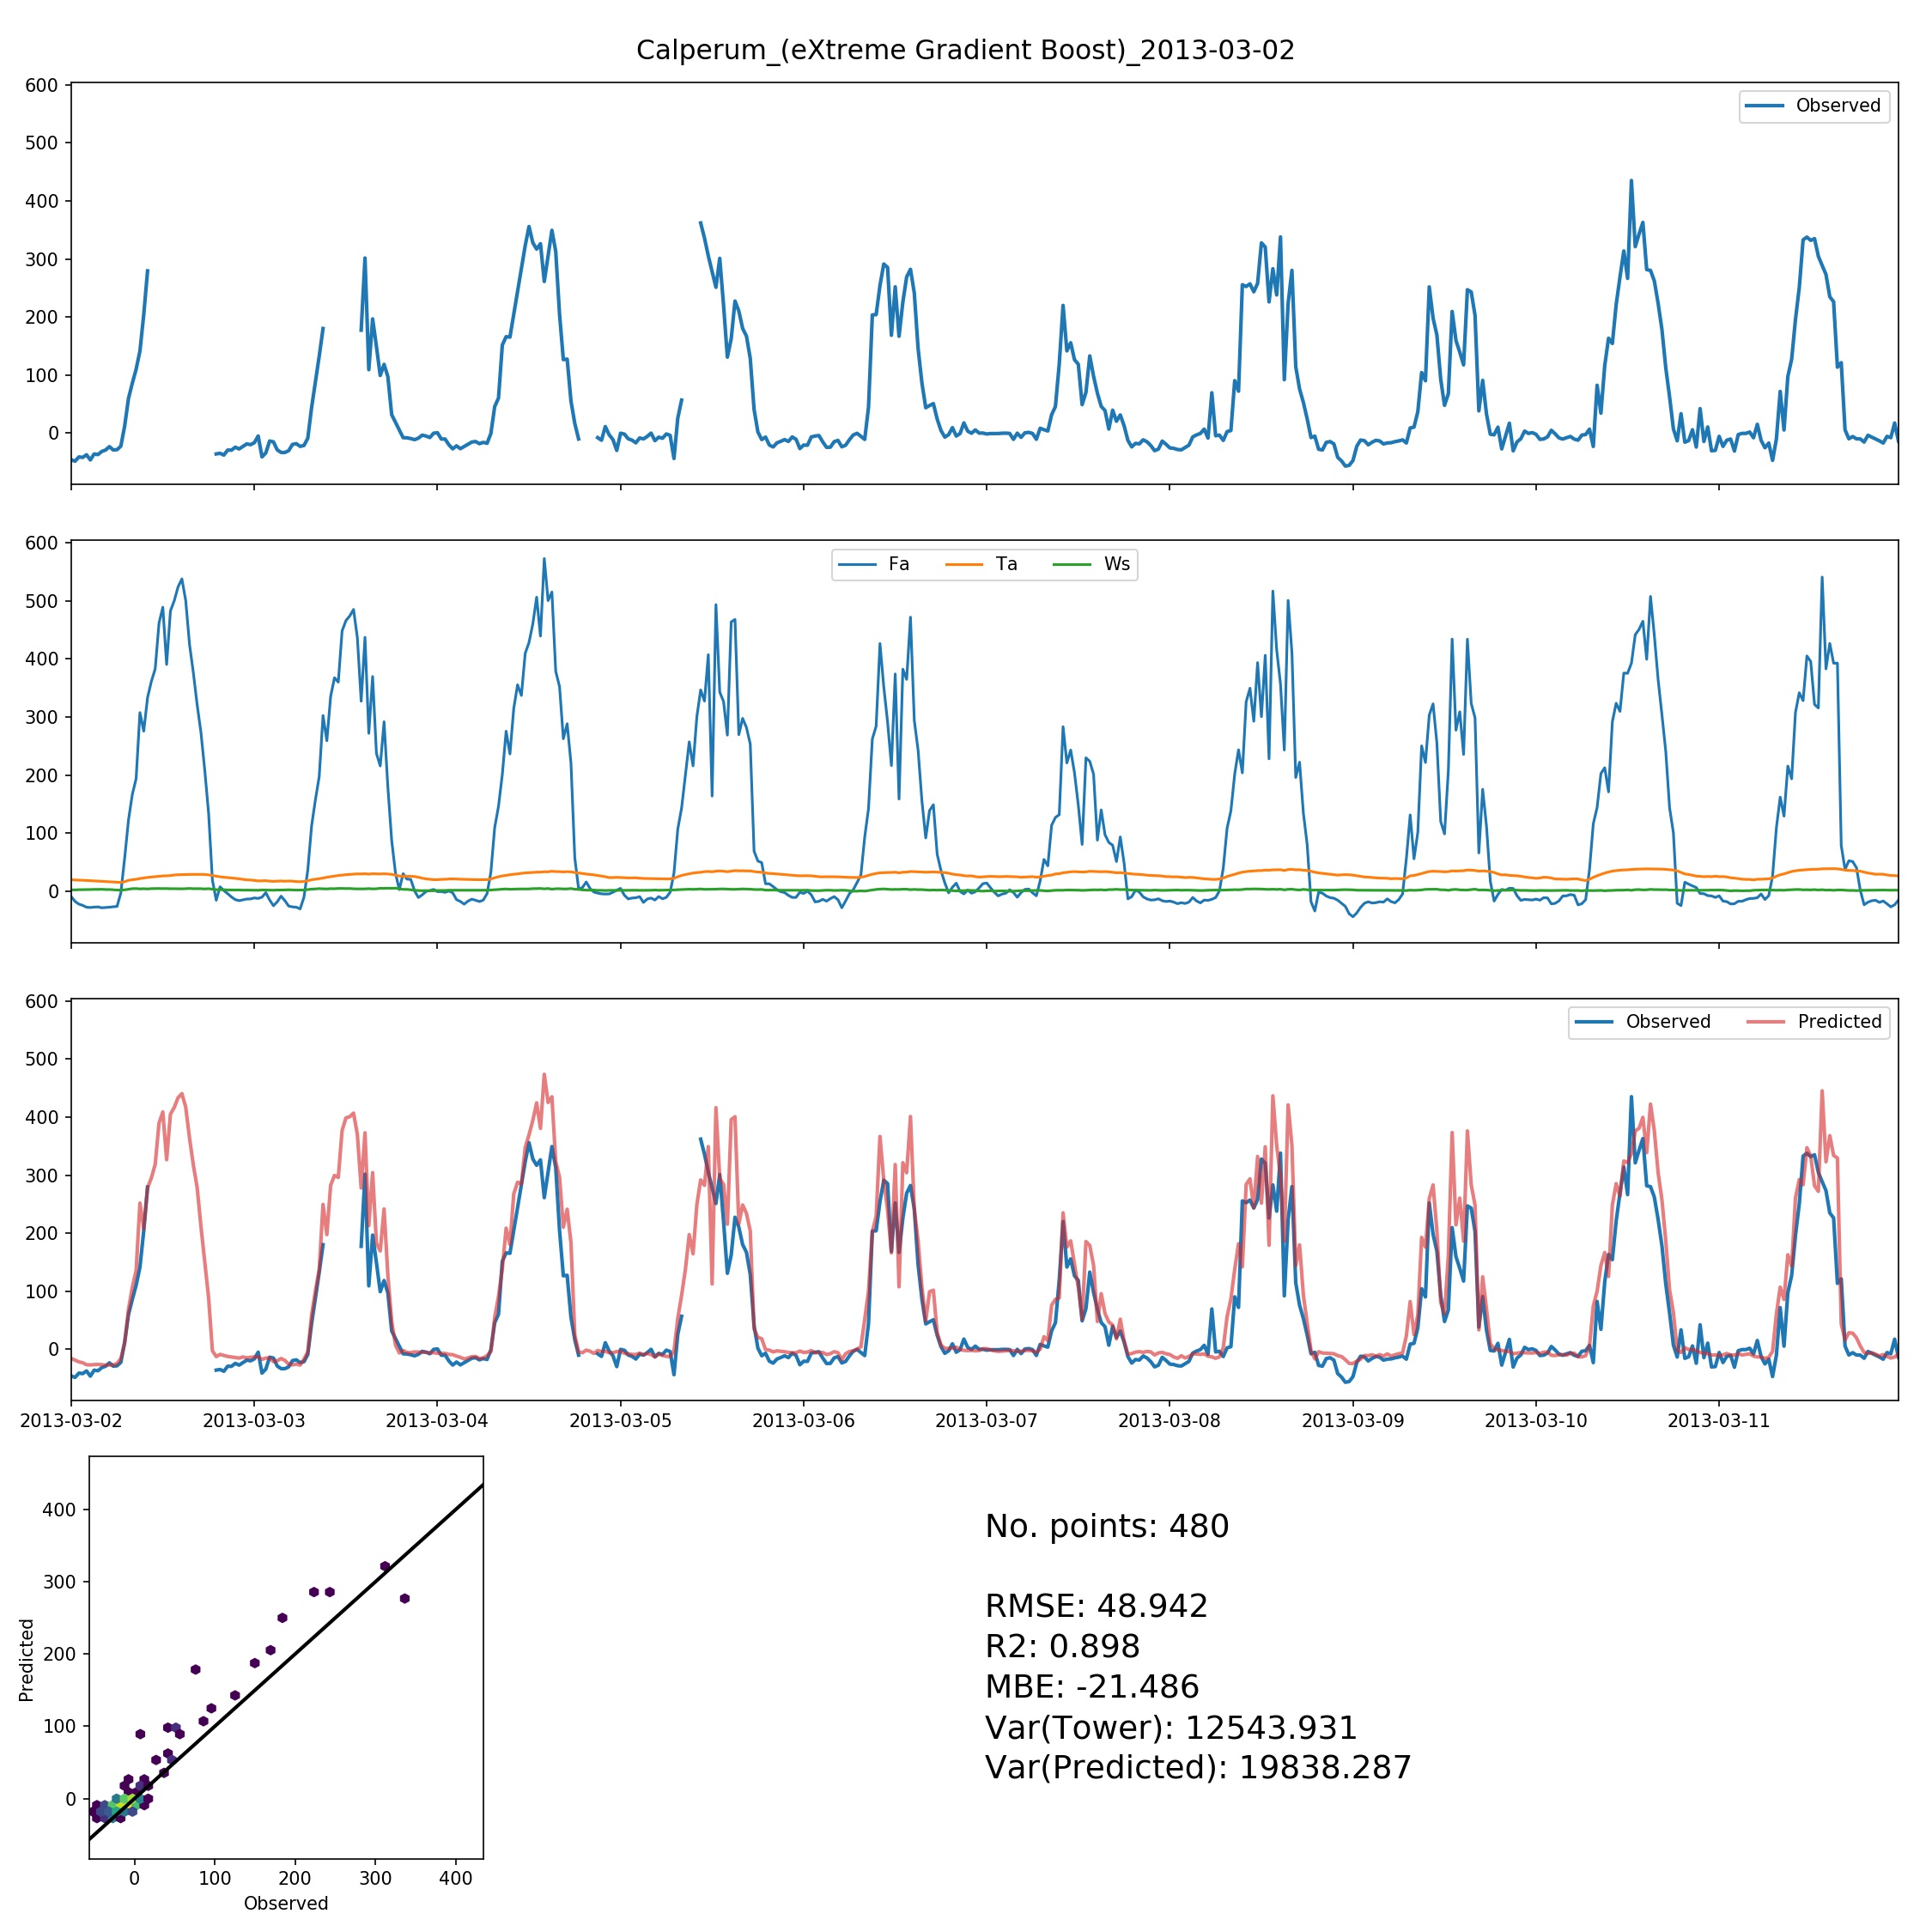 Calperum_(eXtreme Gradient Boost)_2013-03-02
600
500
400
300
200
100
0
Observed
600
500
400
300
200
100
0
Fa Ta Ws
600
500
400
300
200
100
0
Observed Predicted
2013-03-02 2013-03-03 2013-03-04 2013-03-05 2013-03-06 2013-03-07 2013-03-08 2013-03-09 2013-03-10 2013-03-11
400
300
200
100
0
Predicted
0 100 200 300 400
Observed
No. points: 480
RMSE: 48.942
R2: 0.898
MBE: -21.486
Var(Tower): 12543.931
Var(Predicted): 19838.287